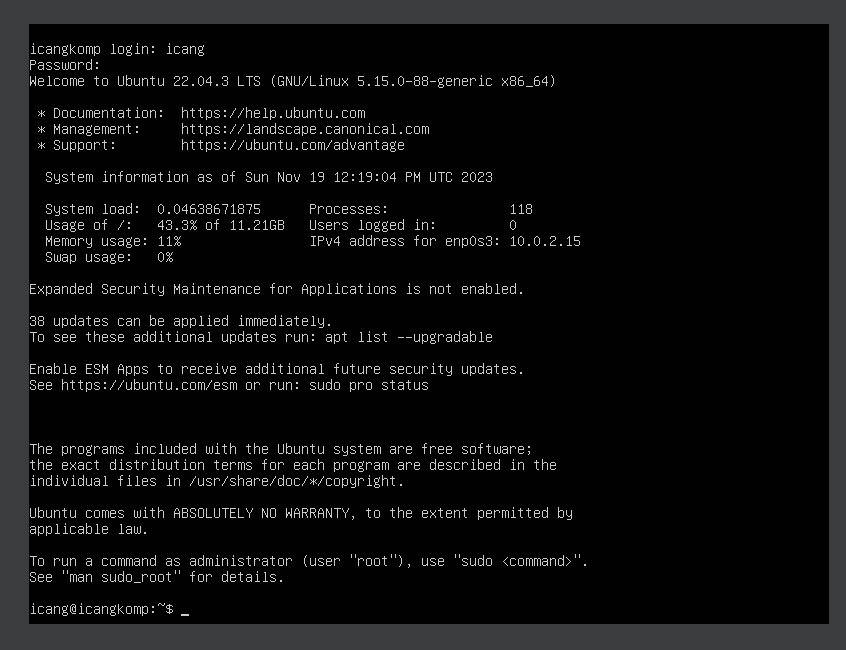 icangkomp login: icang
Password:
Welcome to Ubuntu 22.04.3 LTS (GNU/Linux 5.15.0-88-generic x86_64)
* Documentation:  https://help.ubuntu.com
* Management:     https://landscape.canonical.com
* Support:        https://ubuntu.com/advantage
System information as of Sun Nov 19 12:19:04 PM UTC 2023
System load:  0.04638671875      Processes:               118
Usage of /:   43.3% of 11.21GB   Users logged in:         0
Memory usage: 11%                IPv4 address for enp0s3: 10.0.2.15
Swap usage:   0%
Expanded Security Maintenance for Applications is not enabled.
38 updates can be applied immediately.
To see these additional updates run: apt list --upgradable
Enable ESM Apps to receive additional future security updates.
See https://ubuntu.com/esm or run: sudo pro status
The programs included with the Ubuntu system are free software;
the exact distribution terms for each program are described in the
individual files in /usr/share/doc/*/copyright.
Ubuntu comes with ABSOLUTELY NO WARRANTY, to the extent permitted by
applicable law.
To run a command as administrator (user "root"), use "sudo <command>".
See "man sudo_root" for details.
icang@icangkomp:~$ _